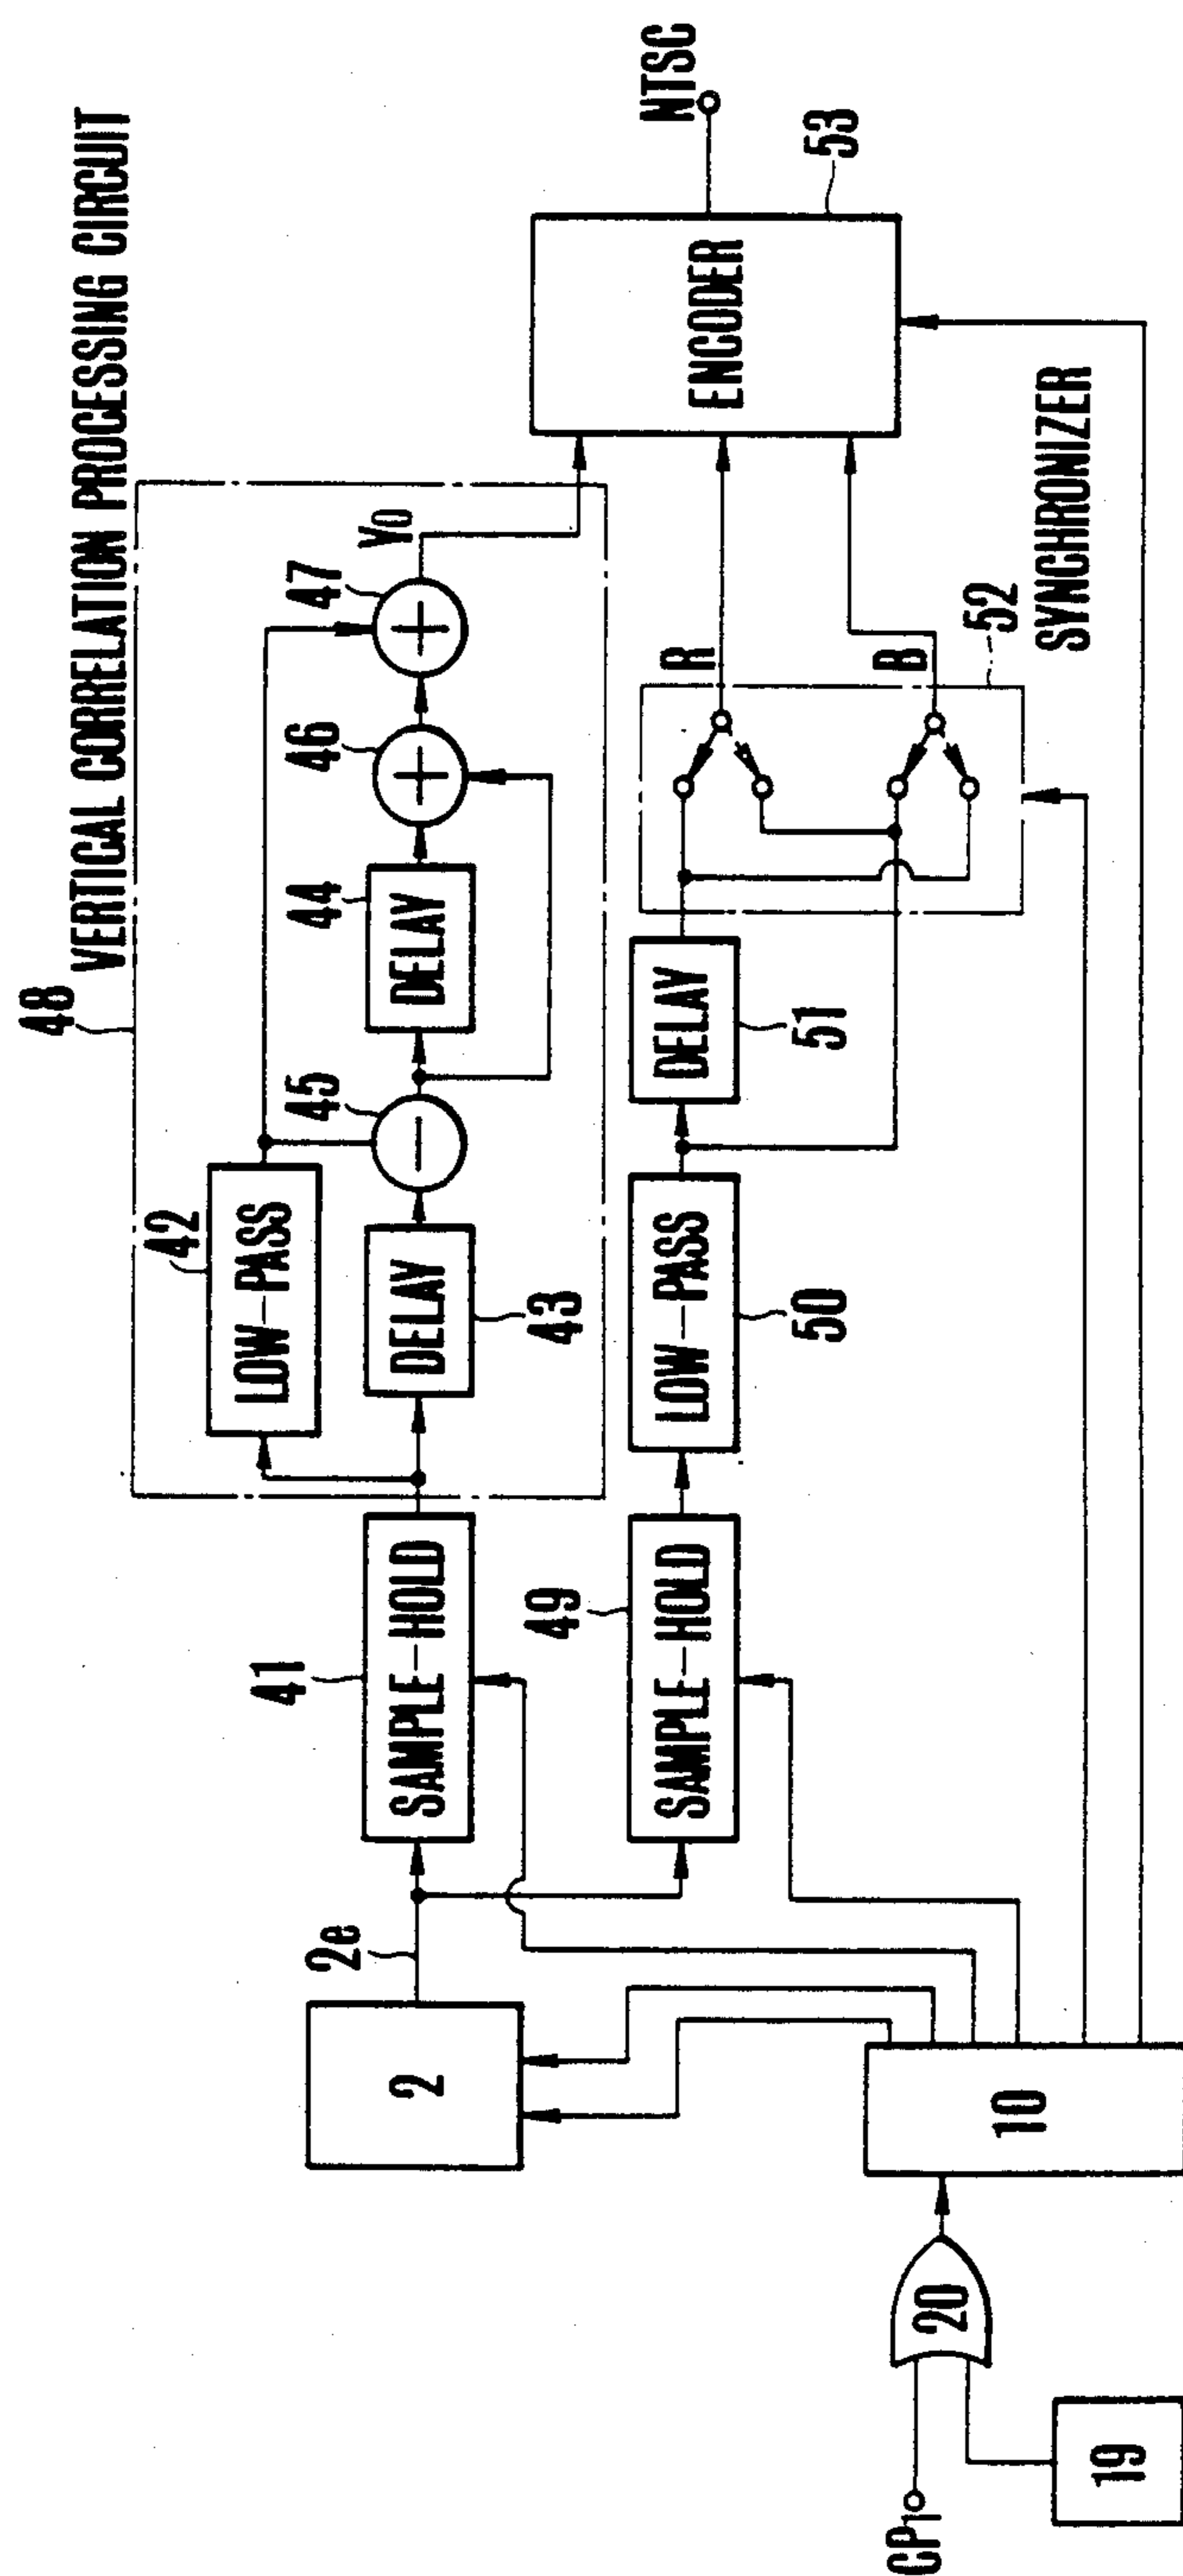 48
VERTICAL CORRELATION PROCESSING CIRCUIT
42
LOW-PASS
45
44
46
47
Y0
DELAY
43
DELAY
NTSC
2
2e
41
SAMPLE-HOLD
ENCODER
53
49
SAMPLE-HOLD
LOW-PASS
50
DELAY
51
R
B
52
SYNCHRONIZER
10
20
CP1
19